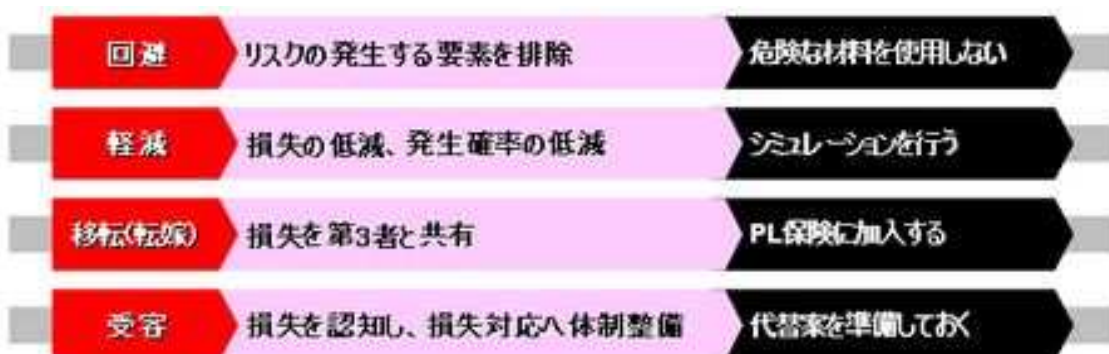 回避 リスクの発生する要素を排除 危険な材料を使用しない
軽減 損失の低減、発生確率の低減 シミュレーションを行う
移転(転嫁) 損失を第3者と共有 PL保険に加入する
受容 損失を認知し、損失対応へ体制整備 代替案を準備しておく